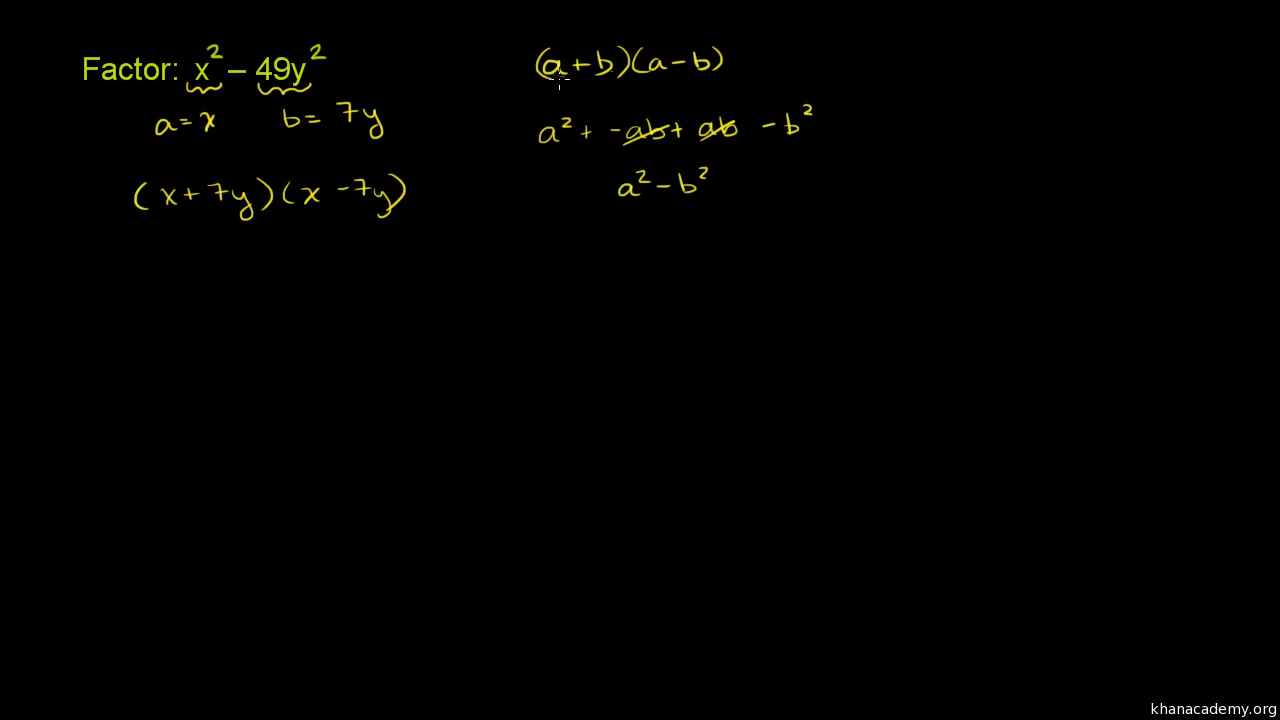 Factor: x² – 49y²
a = x b = 7y
(x + 7y)(x - 7y)
(a + b)(a - b)
a² + -ab + ab - b²
a² - b²
khanacademy.org